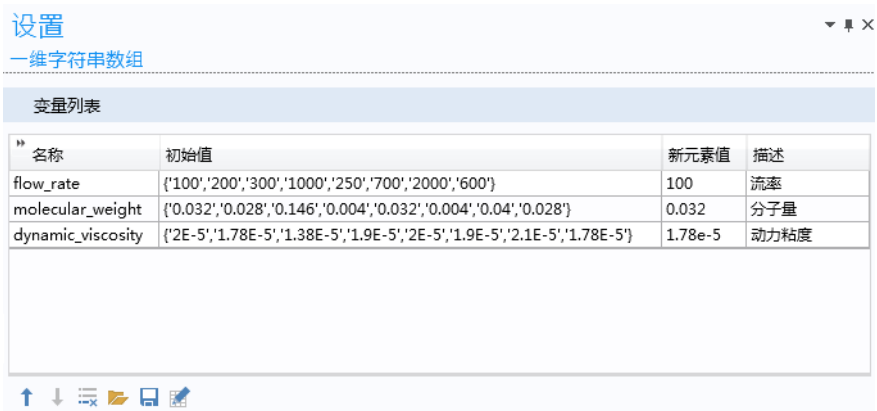 设置
一维字符串数组
变量列表
名称 初始值 新元素值 描述
flow_rate {'100','200','300','1000','250','700','2000','600'} 100 流率
molecular_weight {'0.032','0.028','0.146','0.004','0.032','0.004','0.04','0.028'} 0.032 分子量
dynamic_viscosity {'2E-5','1.78E-5','1.38E-5','1.9E-5','2E-5','1.9E-5','2.1E-5','1.78E-5'} 1.78e-5 动力粘度